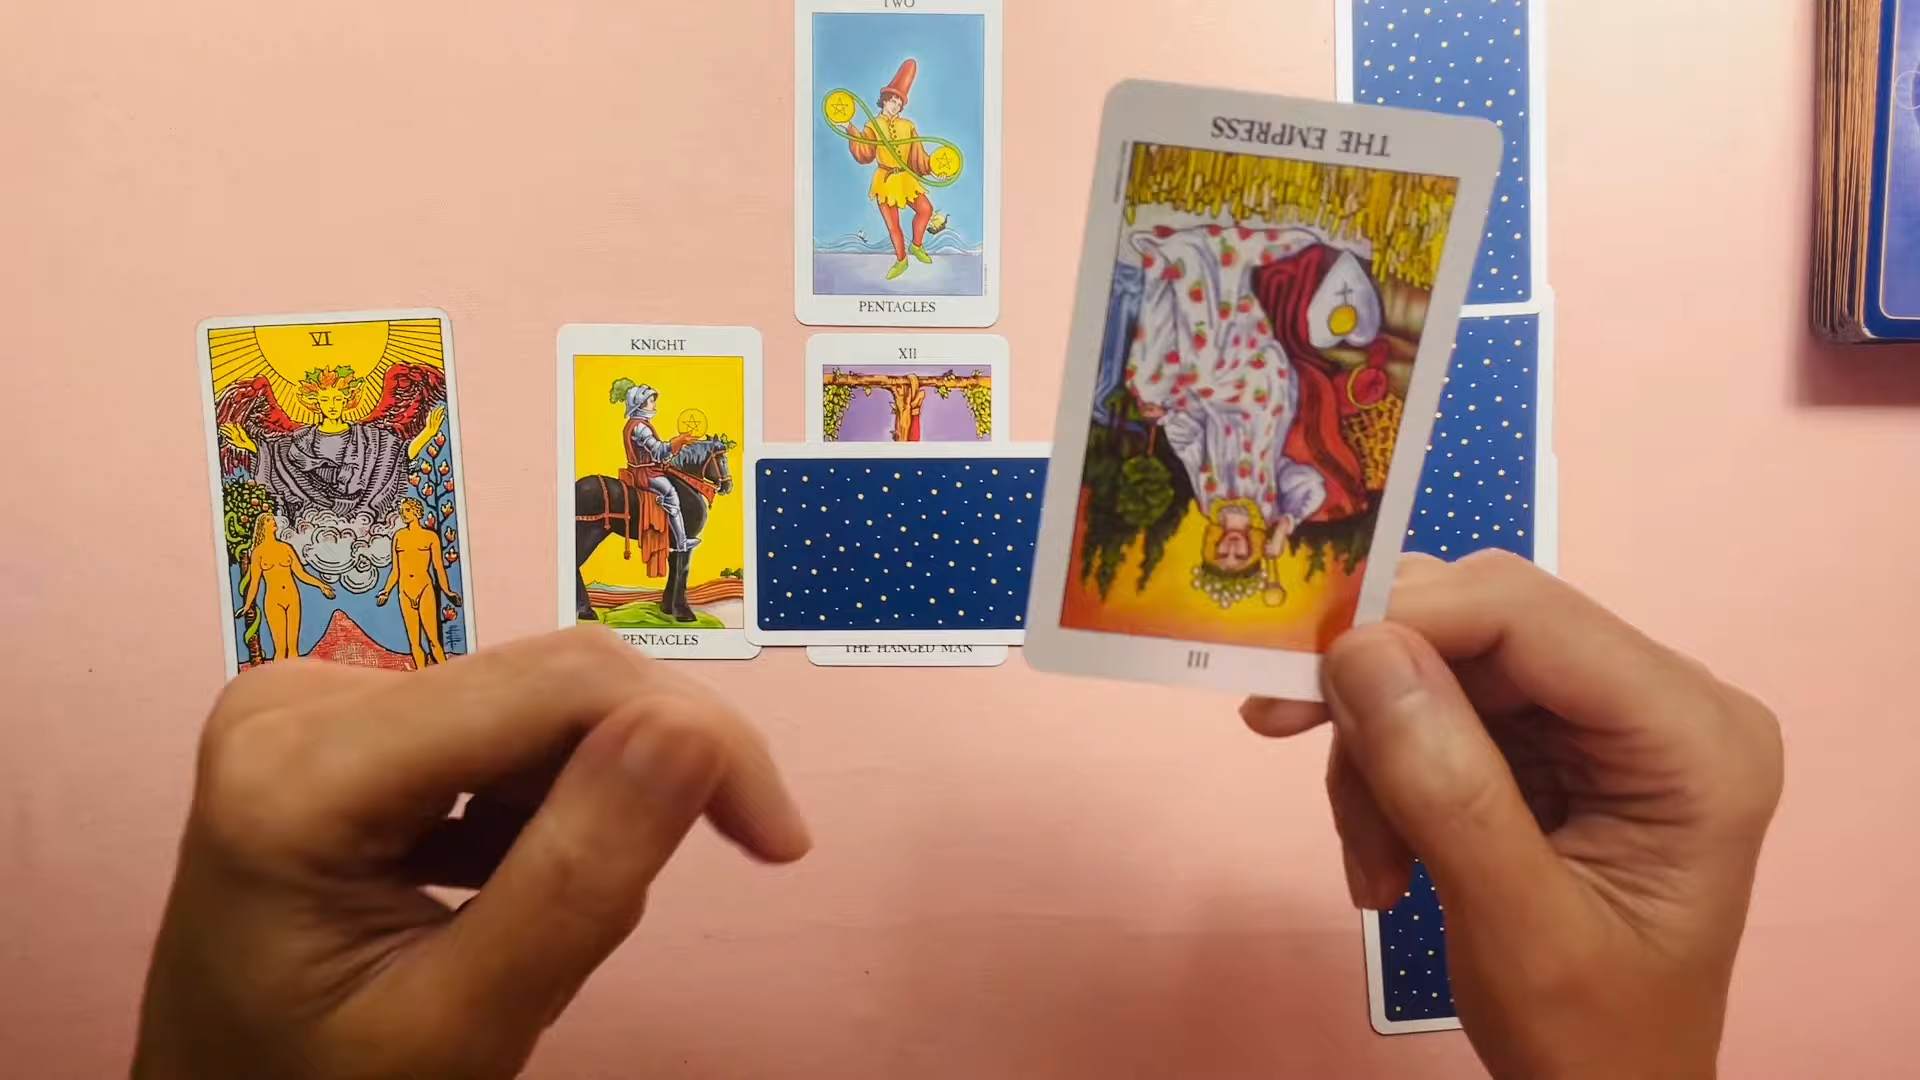 TWO
PENTACLES
THE EMPRESS
III
VI
KNIGHT
PENTACLES
XII
THE HANGED MAN